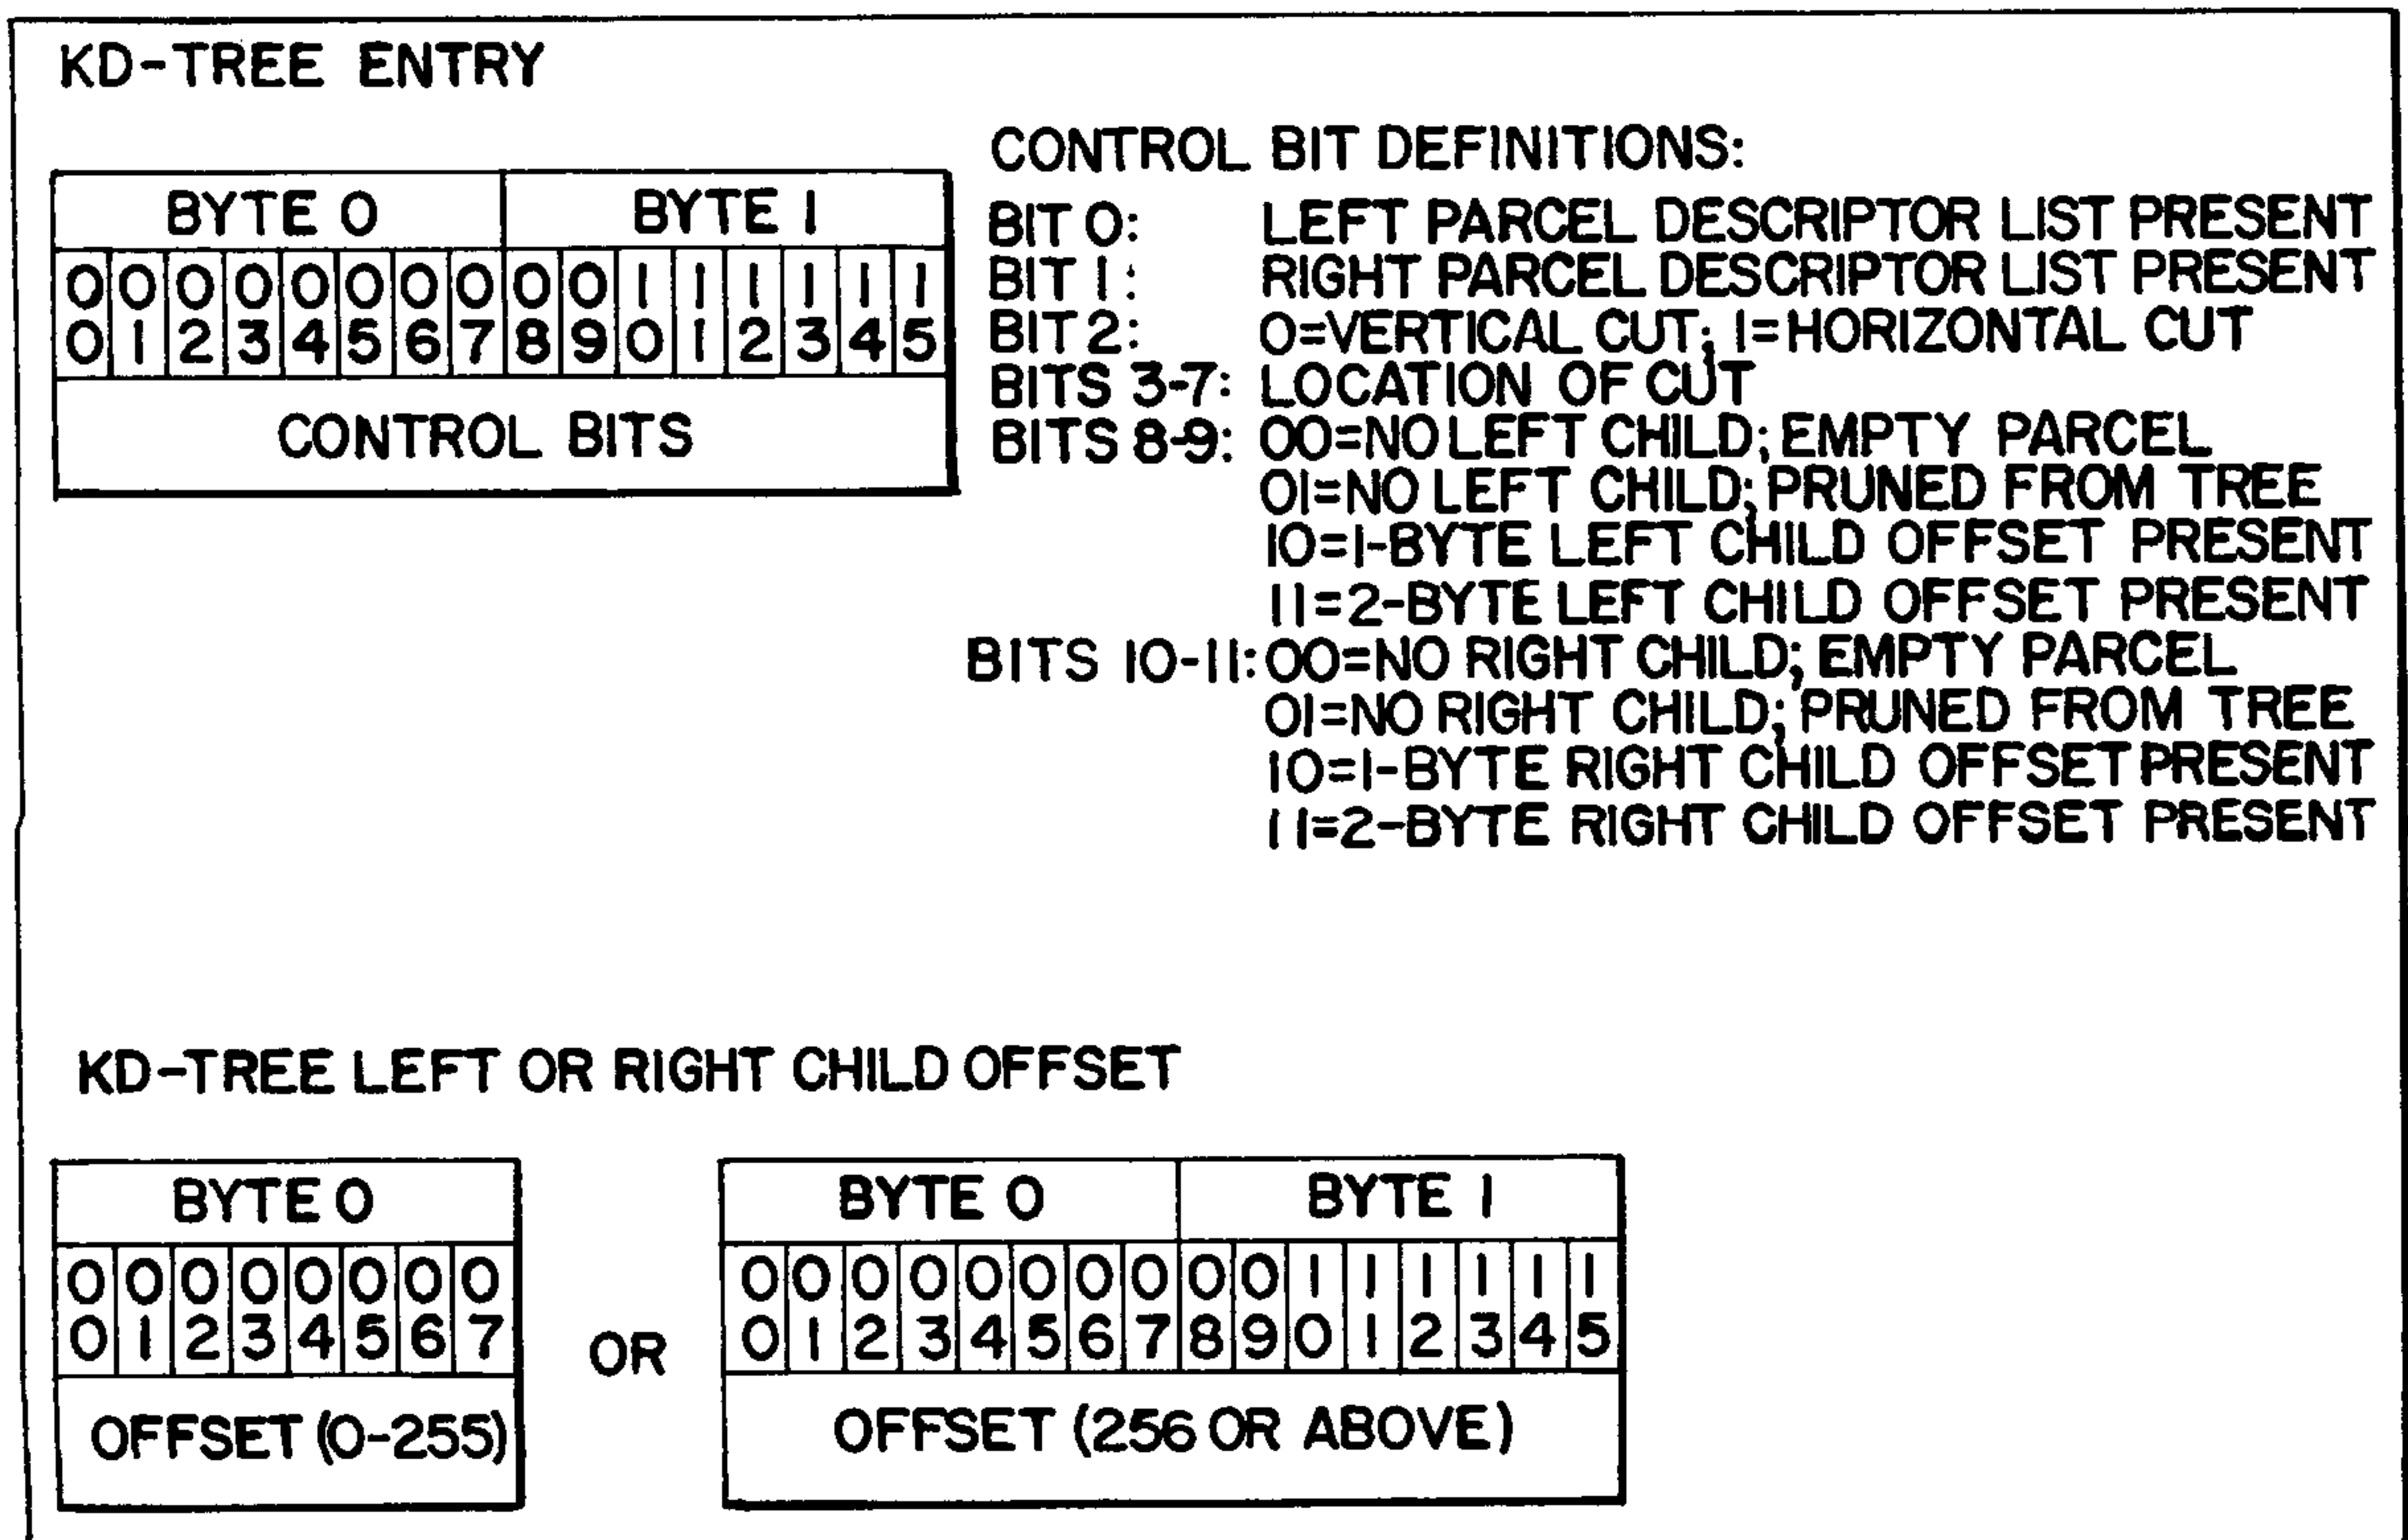 KD-TREE ENTRY
BYTE 0 BYTE 1
0 0 0 0 0 0 0 0 0 0 1 1 1 1 1 1
0 1 2 3 4 5 6 7 8 9 0 1 2 3 4 5
CONTROL BITS
CONTROL BIT DEFINITIONS:
BIT 0: LEFT PARCEL DESCRIPTOR LIST PRESENT
BIT 1: RIGHT PARCEL DESCRIPTOR LIST PRESENT
BIT 2: 0=VERTICAL CUT; 1=HORIZONTAL CUT
BITS 3-7: LOCATION OF CUT
BITS 8-9: 00=NO LEFT CHILD; EMPTY PARCEL
01=NO LEFT CHILD; PRUNED FROM TREE
10=1-BYTE LEFT CHILD OFFSET PRESENT
11=2-BYTE LEFT CHILD OFFSET PRESENT
BITS 10-11: 00=NO RIGHT CHILD; EMPTY PARCEL
01=NO RIGHT CHILD; PRUNED FROM TREE
10=1-BYTE RIGHT CHILD OFFSET PRESENT
11=2-BYTE RIGHT CHILD OFFSET PRESENT
KD-TREE LEFT OR RIGHT CHILD OFFSET
BYTE 0
0 0 0 0 0 0 0 0
0 1 2 3 4 5 6 7
OFFSET (0-255)
OR
BYTE 0 BYTE 1
0 0 0 0 0 0 0 0 0 0 1 1 1 1 1 1
0 1 2 3 4 5 6 7 8 9 0 1 2 3 4 5
OFFSET (256 OR ABOVE)